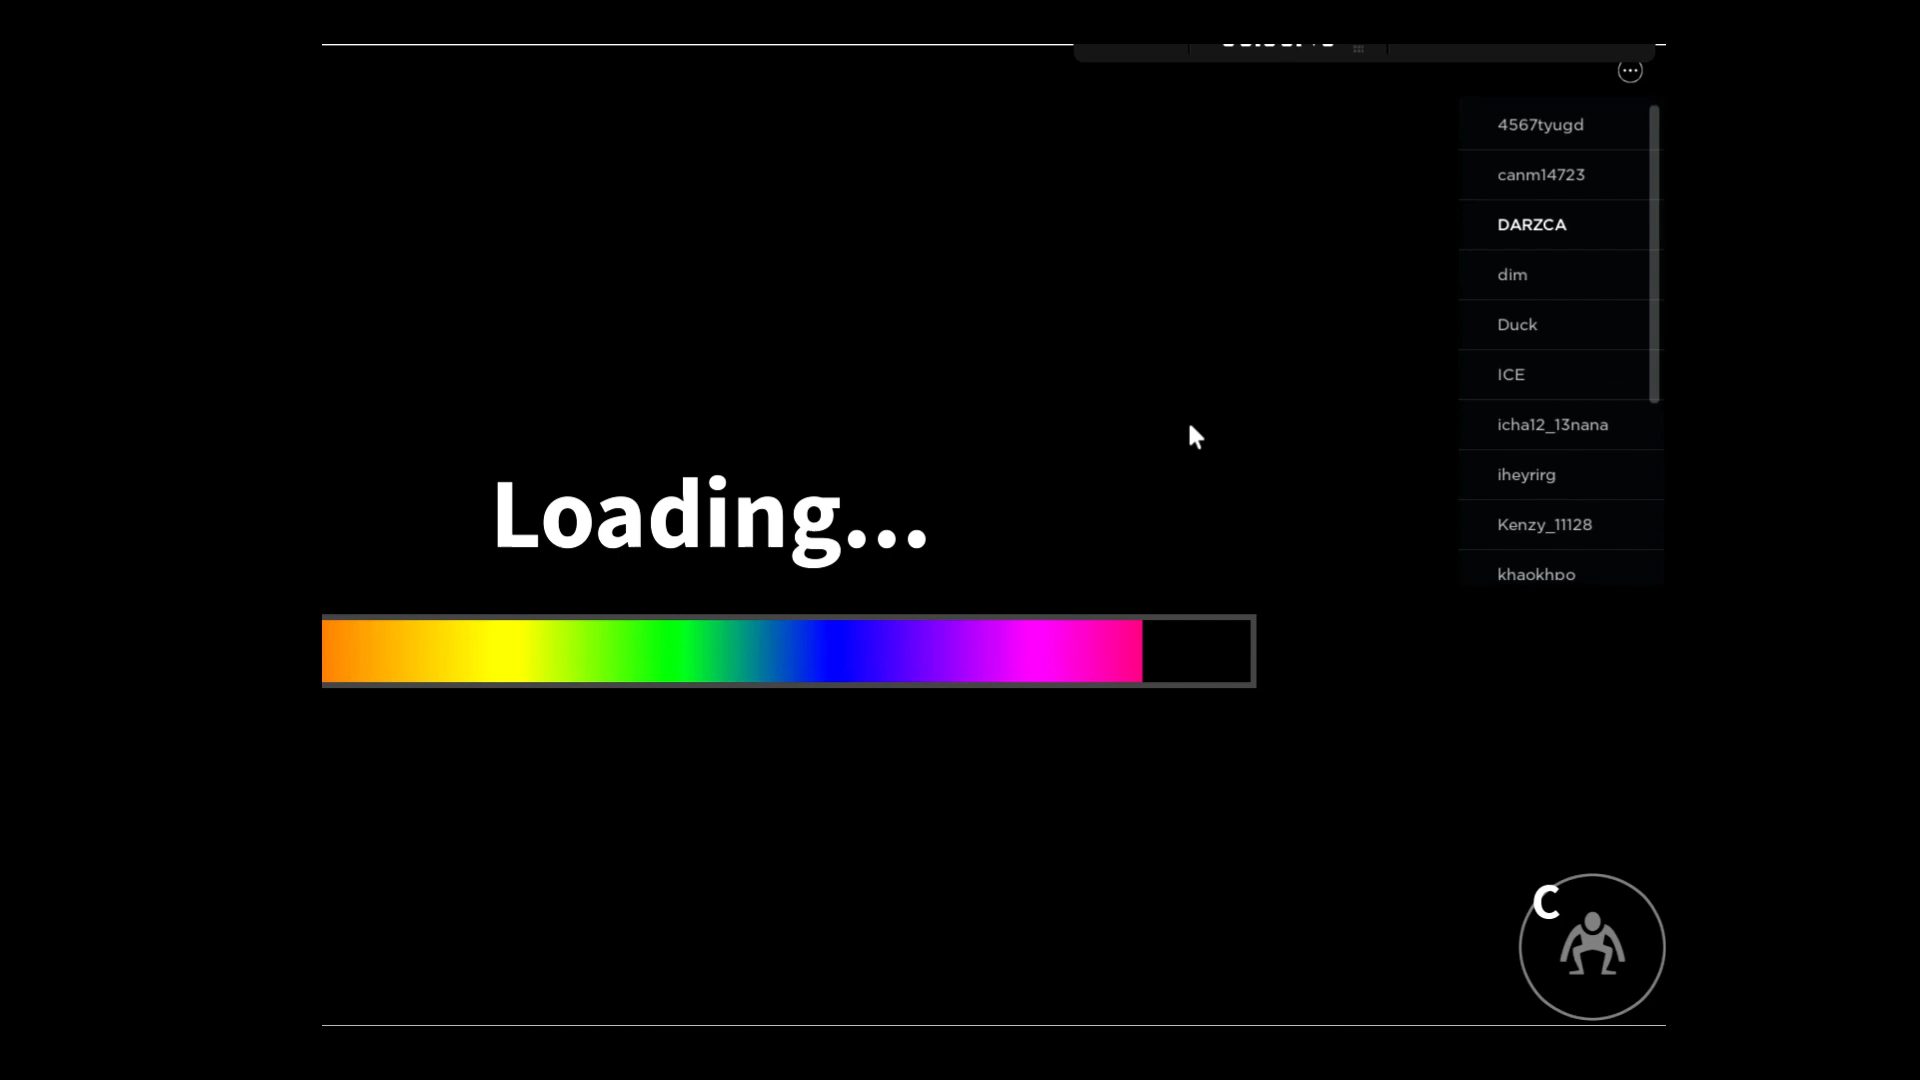 4567tyugd
canm14723
DARZCA
dim
Duck
ICE
icha12_13nana
iheyrirg
Kenzy_11128
khaokhpo
Loading...
C